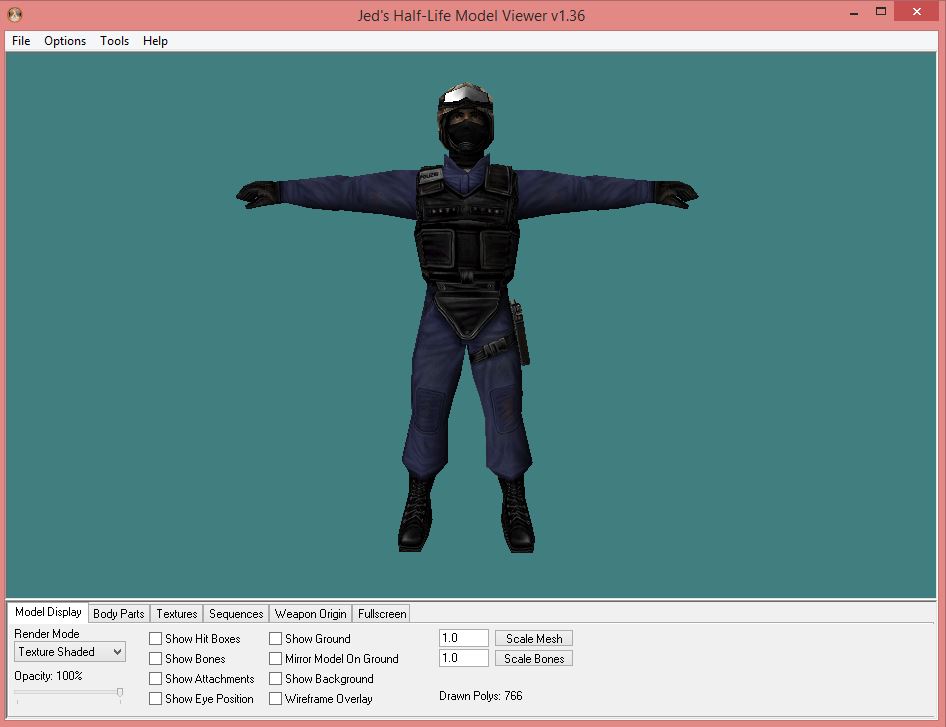 Jed's Half-Life Model Viewer v1.36
File Options Tools Help
POLIZEI
Model Display Body Parts Textures Sequences Weapon Origin Fullscreen
Render Mode
Texture Shaded
Opacity: 100%
Show Hit Boxes
Show Bones
Show Attachments
Show Eye Position
Show Ground
Mirror Model On Ground
Show Background
Wireframe Overlay
1.0 Scale Mesh
1.0 Scale Bones
Drawn Polys: 766